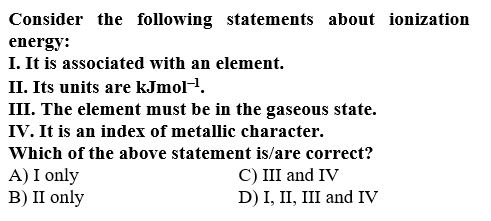 Consider the following statements about ionization
energy:
I. It is associated with an element.
II. Its units are kJmol⁻¹.
III. The element must be in the gaseous state.
IV. It is an index of metallic character.
Which of the above statement is/are correct?
A) I only C) III and IV
B) II only D) I, II, III and IV